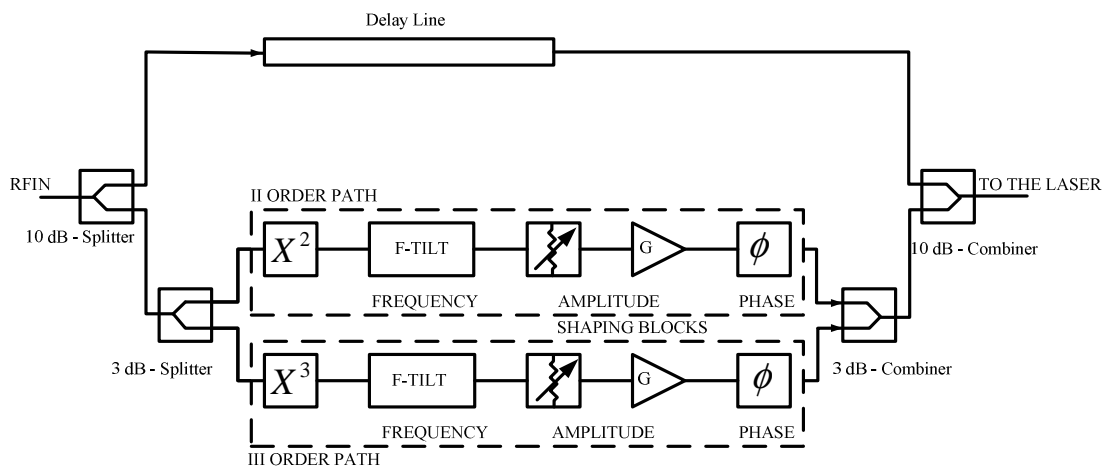 Delay Line
RFIN
TO THE LASER
10 dB - Splitter
10 dB - Combiner
II ORDER PATH
X²
F-TILT
G
ϕ
FREQUENCY
AMPLITUDE
PHASE
SHAPING BLOCKS
3 dB - Splitter
3 dB - Combiner
X³
F-TILT
G
ϕ
FREQUENCY
AMPLITUDE
PHASE
III ORDER PATH